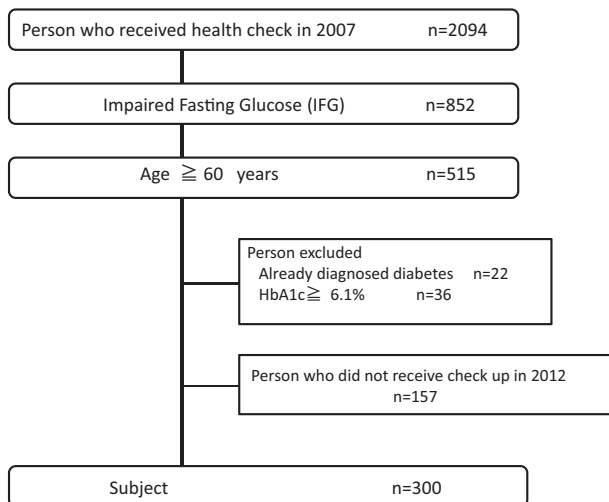 Person who received health check in 2007 n=2094
Impaired Fasting Glucose (IFG) n=852
Age ≧ 60 years n=515
Person excluded
Already diagnosed diabetes n=22
HbA1c≧ 6.1% n=36
Person who did not receive check up in 2012
n=157
Subject n=300